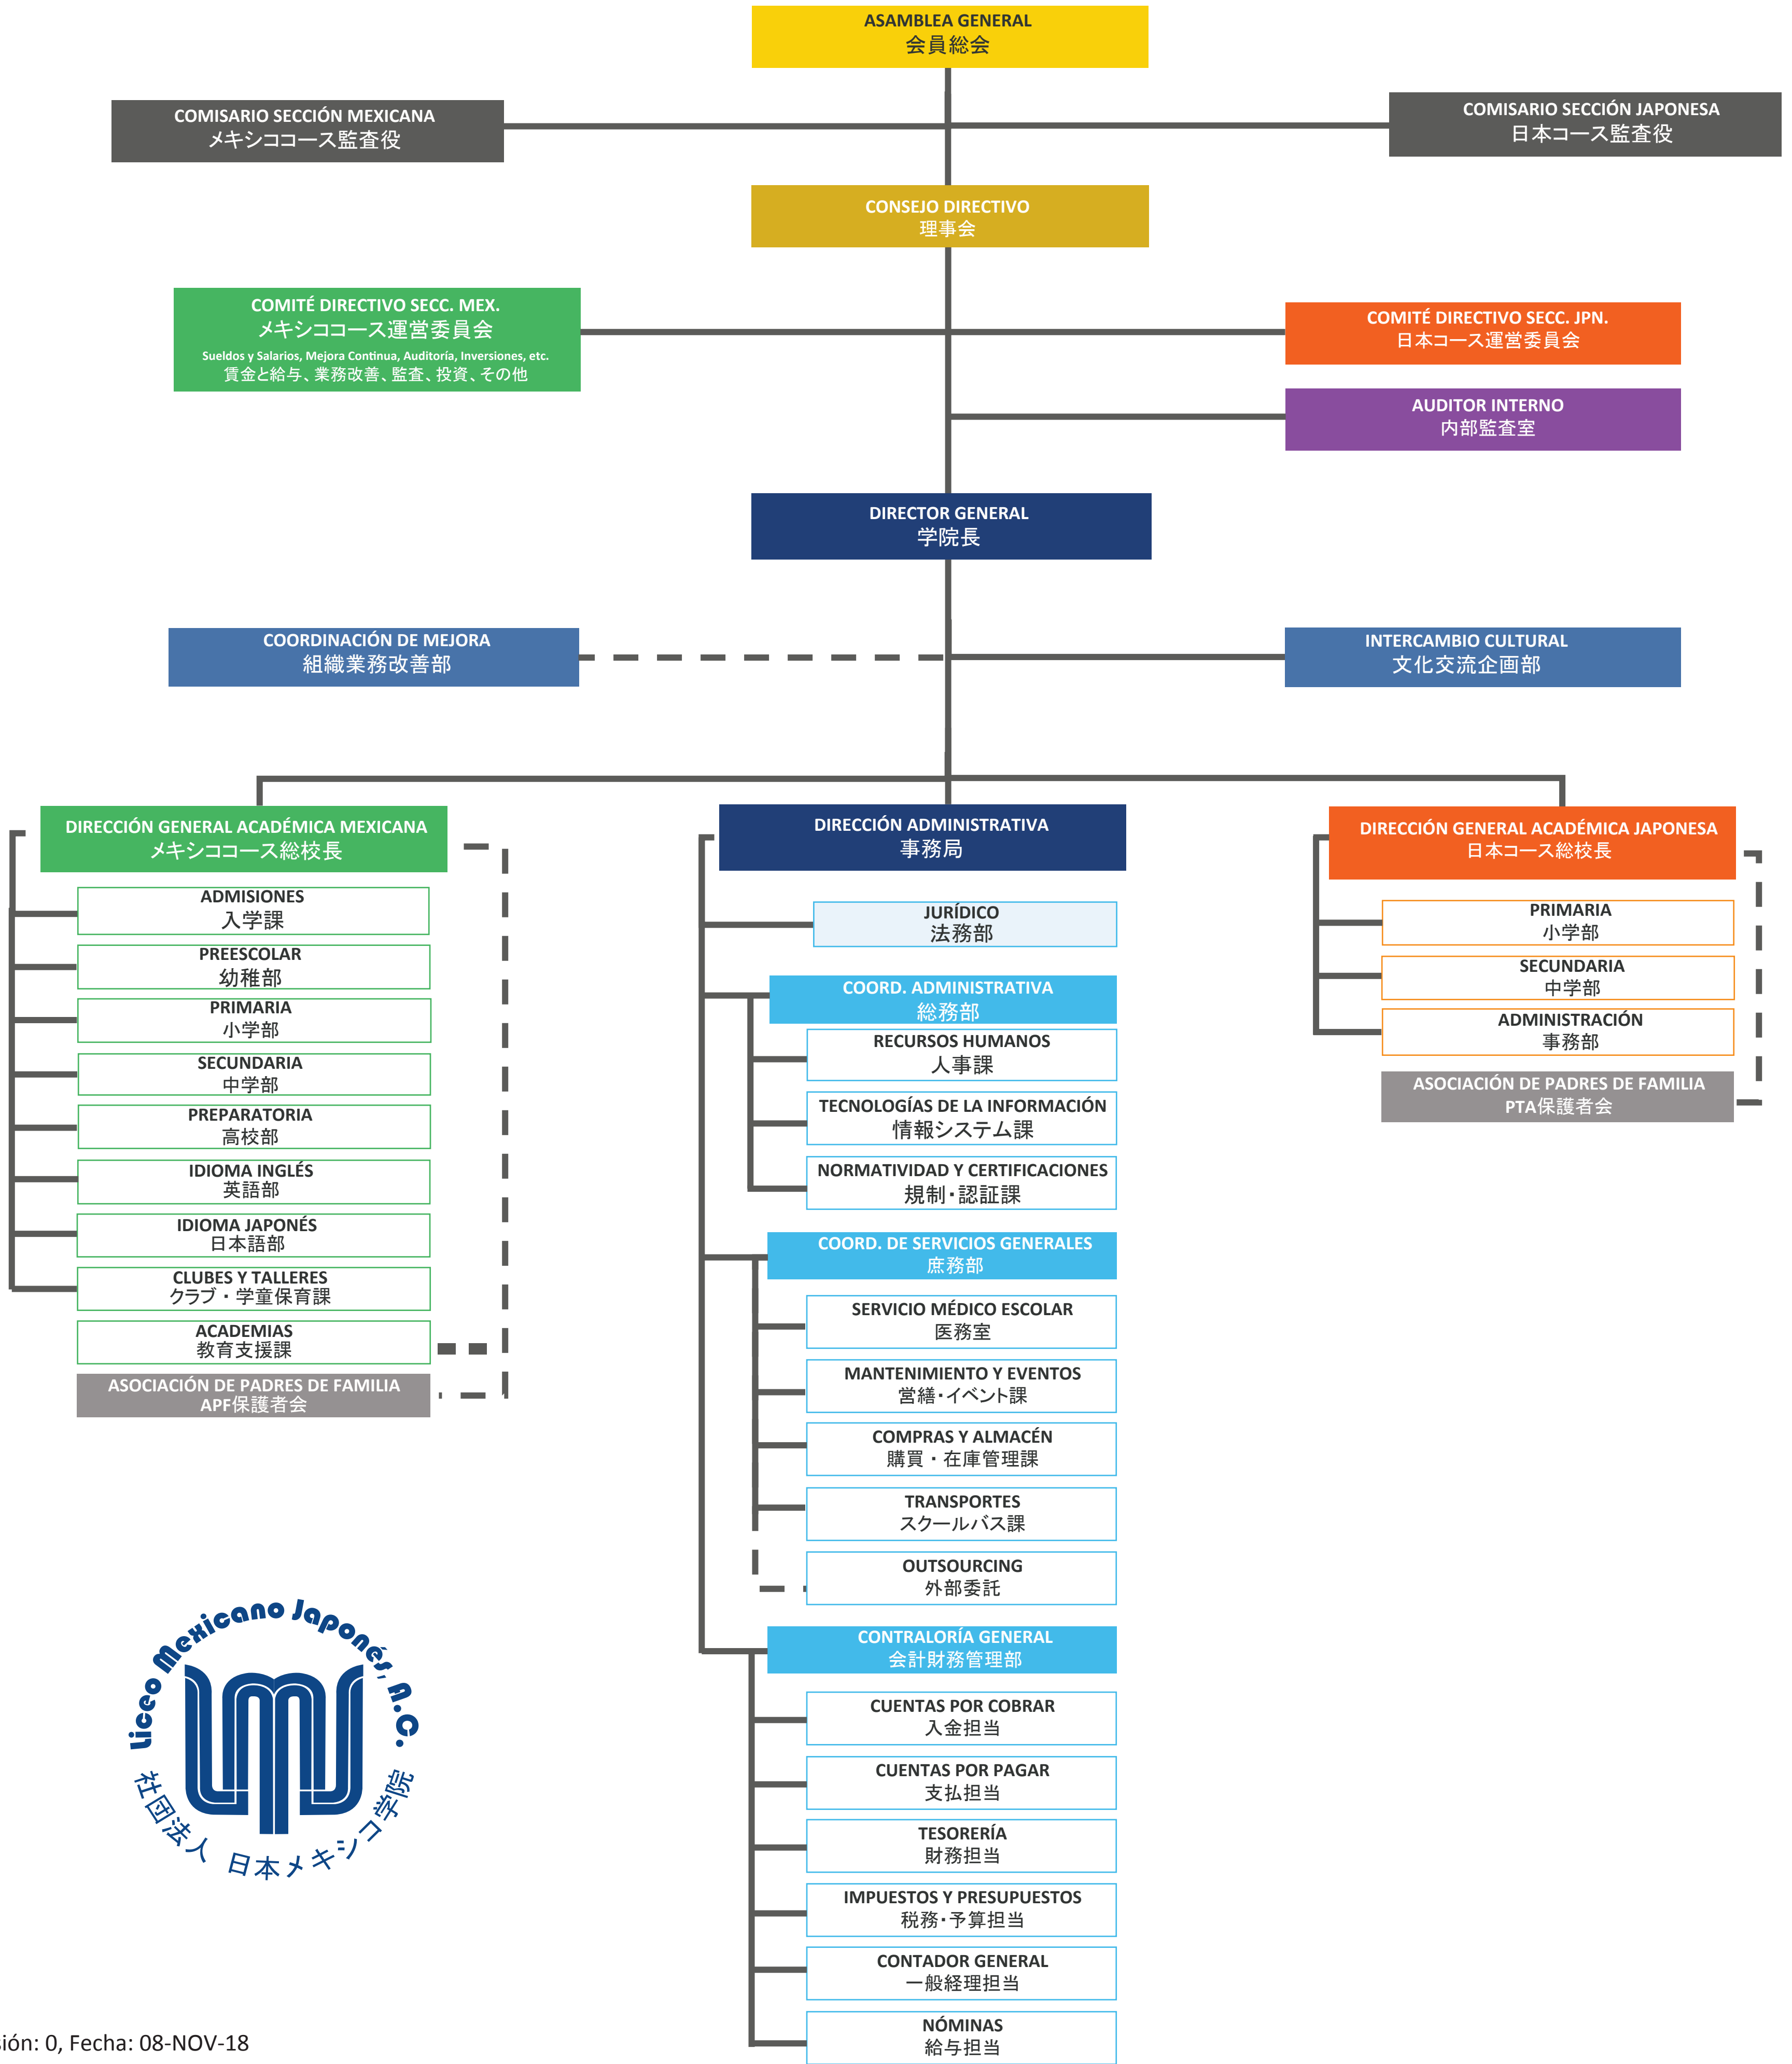 ASAMBLEA GENERAL
会員総会
COMISARIO SECCIÓN MEXICANA
メキシココース監査役
COMISARIO SECCIÓN JAPONESA
日本コース監査役
CONSEJO DIRECTIVO
理事会
COMITÉ DIRECTIVO SECC. MEX.
メキシココース運営委員会
Sueldos y Salarios, Mejora Continua, Auditoría, Inversiones, etc.
賃金と給与、業務改善、監査、投資、その他
COMITÉ DIRECTIVO SECC. JPN.
日本コース運営委員会
AUDITOR INTERNO
内部監査室
DIRECTOR GENERAL
学院長
COORDINACIÓN DE MEJORA
組織業務改善部
INTERCAMBIO CULTURAL
文化交流企画部
DIRECCIÓN GENERAL ACADÉMICA MEXICANA
メキシココース総校長
ADMISIONES
入学課
PREESCOLAR
幼稚部
PRIMARIA
小学部
SECUNDARIA
中学部
PREPARATORIA
高校部
IDIOMA INGLÉS
英語部
IDIOMA JAPONÉS
日本語部
CLUBES Y TALLERES
クラブ・学童保育課
ACADEMIAS
教育支援課
ASOCIACIÓN DE PADRES DE FAMILIA
APF保護者会
DIRECCIÓN ADMINISTRATIVA
事務局
JURÍDICO
法務部
COORD. ADMINISTRATIVA
総務部
RECURSOS HUMANOS
人事課
TECNOLOGÍAS DE LA INFORMACIÓN
情報システム課
NORMATIVIDAD Y CERTIFICACIONES
規制・認証課
COORD. DE SERVICIOS GENERALES
庶務部
SERVICIO MÉDICO ESCOLAR
医務室
MANTENIMIENTO Y EVENTOS
営繕・イベント課
COMPRAS Y ALMACÉN
購買・在庫管理課
TRANSPORTES
スクールバス課
OUTSOURCING
外部委託
CONTRALORÍA GENERAL
会計財務管理部
CUENTAS POR COBRAR
入金担当
CUENTAS POR PAGAR
支払担当
TESORERÍA
財務担当
IMPUESTOS Y PRESUPUESTOS
税務・予算担当
CONTADOR GENERAL
一般経理担当
NÓMINAS
給与担当
DIRECCIÓN GENERAL ACADÉMICA JAPONESA
日本コース総校長
PRIMARIA
小学部
SECUNDARIA
中学部
ADMINISTRACIÓN
事務部
ASOCIACIÓN DE PADRES DE FAMILIA
PTA保護者会
Liceo Mexicano Japonés, A.C.
社団法人 日本メキシコ学院
sión: 0, Fecha: 08-NOV-18